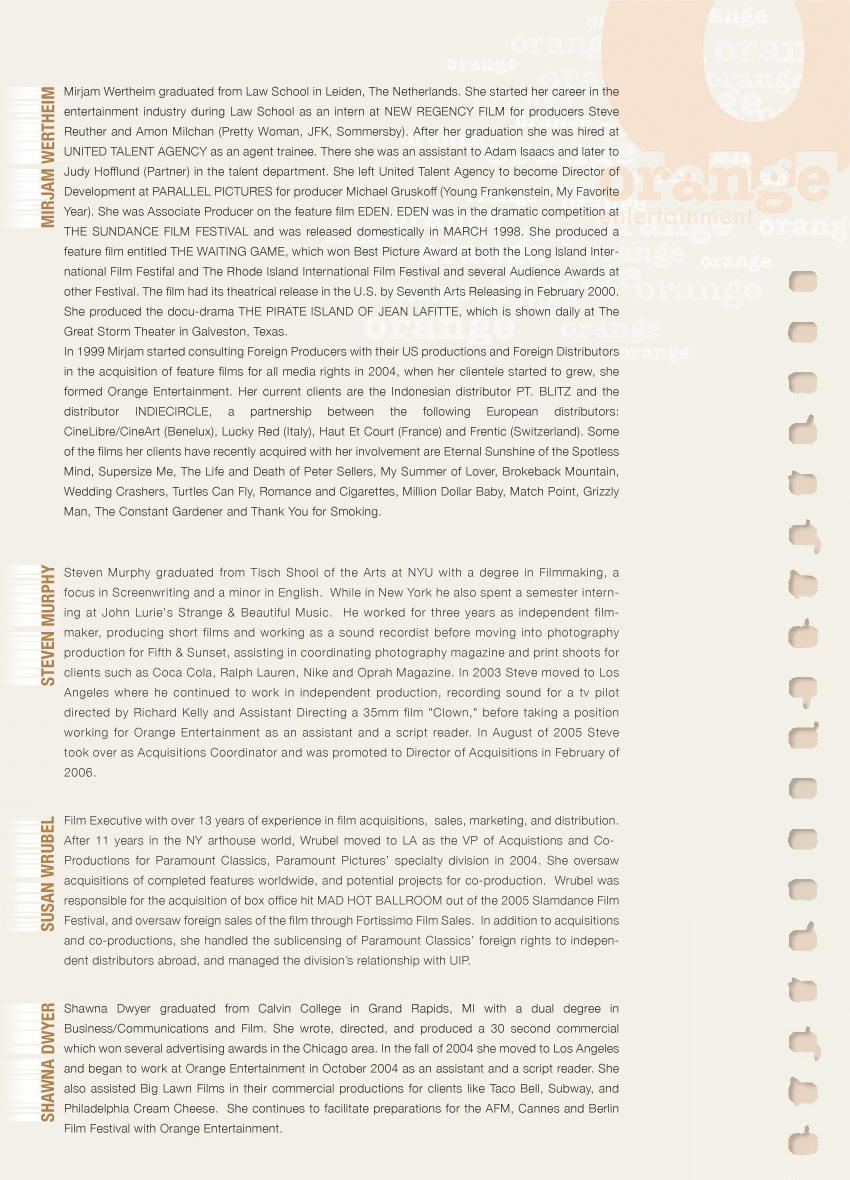 orange
entertainment
MIRJAM WERTHEIM
Mirjam Wertheim graduated from Law School in Leiden, The Netherlands. She started her career in the
entertainment industry during Law School as an intern at NEW REGENCY FILM for producers Steve
Reuther and Arnon Milchan (Pretty Woman, JFK, Sommersby). After her graduation she was hired at
UNITED TALENT AGENCY as an agent trainee. There she was an assistant to Adam Isaacs and later to
Judy Hofflund (Partner) in the talent department. She left United Talent Agency to become Director of
Development at PARALLEL PICTURES for producer Michael Gruskoff (Young Frankenstein, My Favorite
Year). She was Associate Producer on the feature film EDEN. EDEN was in the dramatic competition at
THE SUNDANCE FILM FESTIVAL and was released domestically in MARCH 1998. She produced a
feature film entitled THE WAITING GAME, which won Best Picture Award at both the Long Island Inter-
national Film Festifal and The Rhode Island International Film Festival and several Audience Awards at
other Festival. The film had its theatrical release in the U.S. by Seventh Arts Releasing in February 2000.
She produced the docu-drama THE PIRATE ISLAND OF JEAN LAFITTE, which is shown daily at The
Great Storm Theater in Galveston, Texas.
In 1999 Mirjam started consulting Foreign Producers with their US productions and Foreign Distributors
in the acquisition of feature films for all media rights in 2004, when her clientele started to grew, she
formed Orange Entertainment. Her current clients are the Indonesian distributor PT. BLITZ and the
distributor INDIECIRCLE, a partnership between the following European distributors:
CineLibre/CineArt (Benelux), Lucky Red (Italy), Haut Et Court (France) and Frentic (Switzerland). Some
of the films her clients have recently acquired with her involvement are Eternal Sunshine of the Spotless
Mind, Supersize Me, The Life and Death of Peter Sellers, My Summer of Lover, Brokeback Mountain,
Wedding Crashers, Turtles Can Fly, Romance and Cigarettes, Million Dollar Baby, Match Point, Grizzly
Man, The Constant Gardener and Thank You for Smoking.
STEVEN MURPHY
Steven Murphy graduated from Tisch Shool of the Arts at NYU with a degree in Filmmaking, a
focus in Screenwriting and a minor in English. While in New York he also spent a semester intern-
ing at John Lurie's Strange & Beautiful Music. He worked for three years as independent film-
maker, producing short films and working as a sound recordist before moving into photography
production for Fifth & Sunset, assisting in coordinating photography magazine and print shoots for
clients such as Coca Cola, Ralph Lauren, Nike and Oprah Magazine. In 2003 Steve moved to Los
Angeles where he continued to work in independent production, recording sound for a tv pilot
directed by Richard Kelly and Assistant Directing a 35mm film "Clown," before taking a position
working for Orange Entertainment as an assistant and a script reader. In August of 2005 Steve
took over as Acquisitions Coordinator and was promoted to Director of Acquisitions in February of
2006.
SUSAN WRUBEL
Film Executive with over 13 years of experience in film acquisitions, sales, marketing, and distribution.
After 11 years in the NY arthouse world, Wrubel moved to LA as the VP of Acquistions and Co-
Productions for Paramount Classics, Paramount Pictures' specialty division in 2004. She oversaw
acquisitions of completed features worldwide, and potential projects for co-production. Wrubel was
responsible for the acquisition of box office hit MAD HOT BALLROOM out of the 2005 Slamdance Film
Festival, and oversaw foreign sales of the film through Fortissimo Film Sales. In addition to acquisitions
and co-productions, she handled the sublicensing of Paramount Classics' foreign rights to indepen-
dent distributors abroad, and managed the division's relationship with UIP.
SHAWNA DWYER
Shawna Dwyer graduated from Calvin College in Grand Rapids, MI with a dual degree in
Business/Communications and Film. She wrote, directed, and produced a 30 second commercial
which won several advertising awards in the Chicago area. In the fall of 2004 she moved to Los Angeles
and began to work at Orange Entertainment in October 2004 as an assistant and a script reader. She
also assisted Big Lawn Films in their commercial productions for clients like Taco Bell, Subway, and
Philadelphia Cream Cheese. She continues to facilitate preparations for the AFM, Cannes and Berlin
Film Festival with Orange Entertainment.